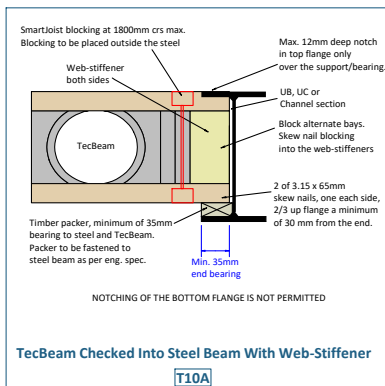 SmartJoist blocking at 1800mm crs max.
Blocking to be placed outside the steel
Web-stiffener
both sides
Max. 12mm deep notch
in top flange only
over the support/bearing.
UB, UC or
Channel section
Block alternate bays.
Skew nail blocking
into the web-stiffeners
TecBeam
2 of 3.15 x 65mm
skew nails, one each side,
2/3 up flange a minimum
of 30 mm from the end.
Timber packer, minimum of 35mm
bearing to steel and TecBeam.
Packer to be fastened to
steel beam as per eng. spec.
Min. 35mm
end bearing
NOTCHING OF THE BOTTOM FLANGE IS NOT PERMITTED
TecBeam Checked Into Steel Beam With Web-Stiffener
T10A